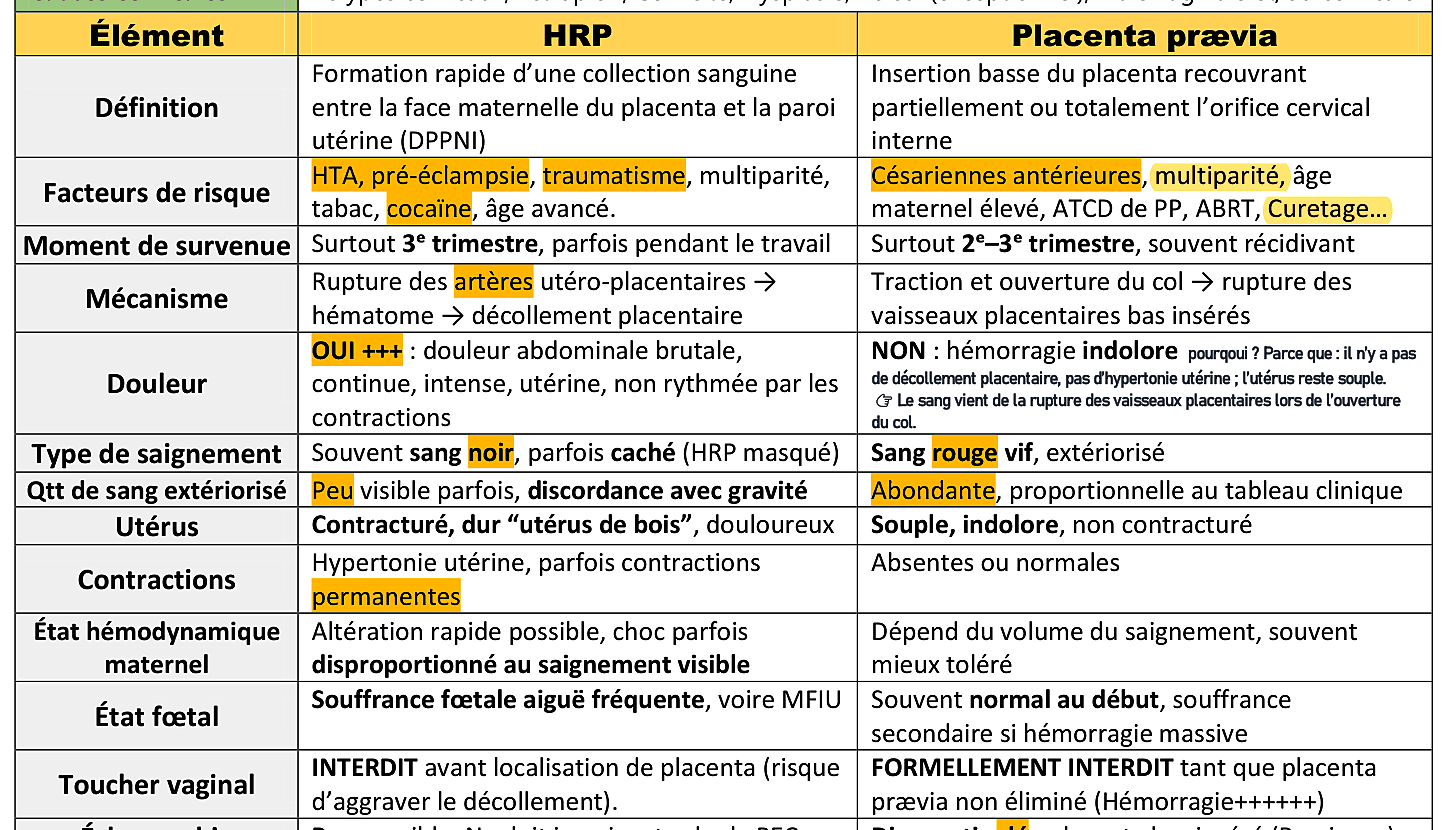 Élément HRP Placenta prævia
Définition
Formation rapide d’une collection sanguine
entre la face maternelle du placenta et la paroi
utérine (DPPNI)
Insertion basse du placenta recouvrant
partiellement ou totalement l’orifice cervical
interne
Facteurs de risque
HTA, pré-éclampsie, traumatisme, multiparité,
tabac, cocaïne, âge avancé.
Césariennes antérieures, multiparité, âge
maternel élevé, ATCD de PP, ABRT, Curetage...
Moment de survenue
Surtout 3ᵉ trimestre, parfois pendant le travail
Surtout 2ᵉ–3ᵉ trimestre, souvent récidivant
Mécanisme
Rupture des artères utéro-placentaires →
hématome → décollement placentaire
Traction et ouverture du col → rupture des
vaisseaux placentaires bas insérés
Douleur
OUI +++ : douleur abdominale brutale,
continue, intense, utérine, non rythmée par les
contractions
NON : hémorragie indolore pourqoui ? Parce que : il n'y a pas
de décollement placentaire, pas d'hypertonie utérine ; l'utérus reste souple.
👉 Le sang vient de la rupture des vaisseaux placentaires lors de l'ouverture
du col.
Type de saignement
Souvent sang noir, parfois caché (HRP masqué)
Sang rouge vif, extériorisé
Qtt de sang extériorisé
Peu visible parfois, discordance avec gravité
Abondante, proportionnelle au tableau clinique
Utérus
Contracturé, dur “utérus de bois”, douloureux
Souple, indolore, non contracturé
Contractions
Hypertonie utérine, parfois contractions
permanentes
Absentes ou normales
État hémodynamique
maternel
Altération rapide possible, choc parfois
disproportionné au saignement visible
Dépend du volume du saignement, souvent
mieux toléré
État fœtal
Souffrance fœtale aiguë fréquente, voire MFIU
Souvent normal au début, souffrance
secondaire si hémorragie massive
Toucher vaginal
INTERDIT avant localisation de placenta (risque
d’aggraver le décollement).
FORMELLEMENT INTERDIT tant que placenta
prævia non éliminé (Hémorragie++++++)